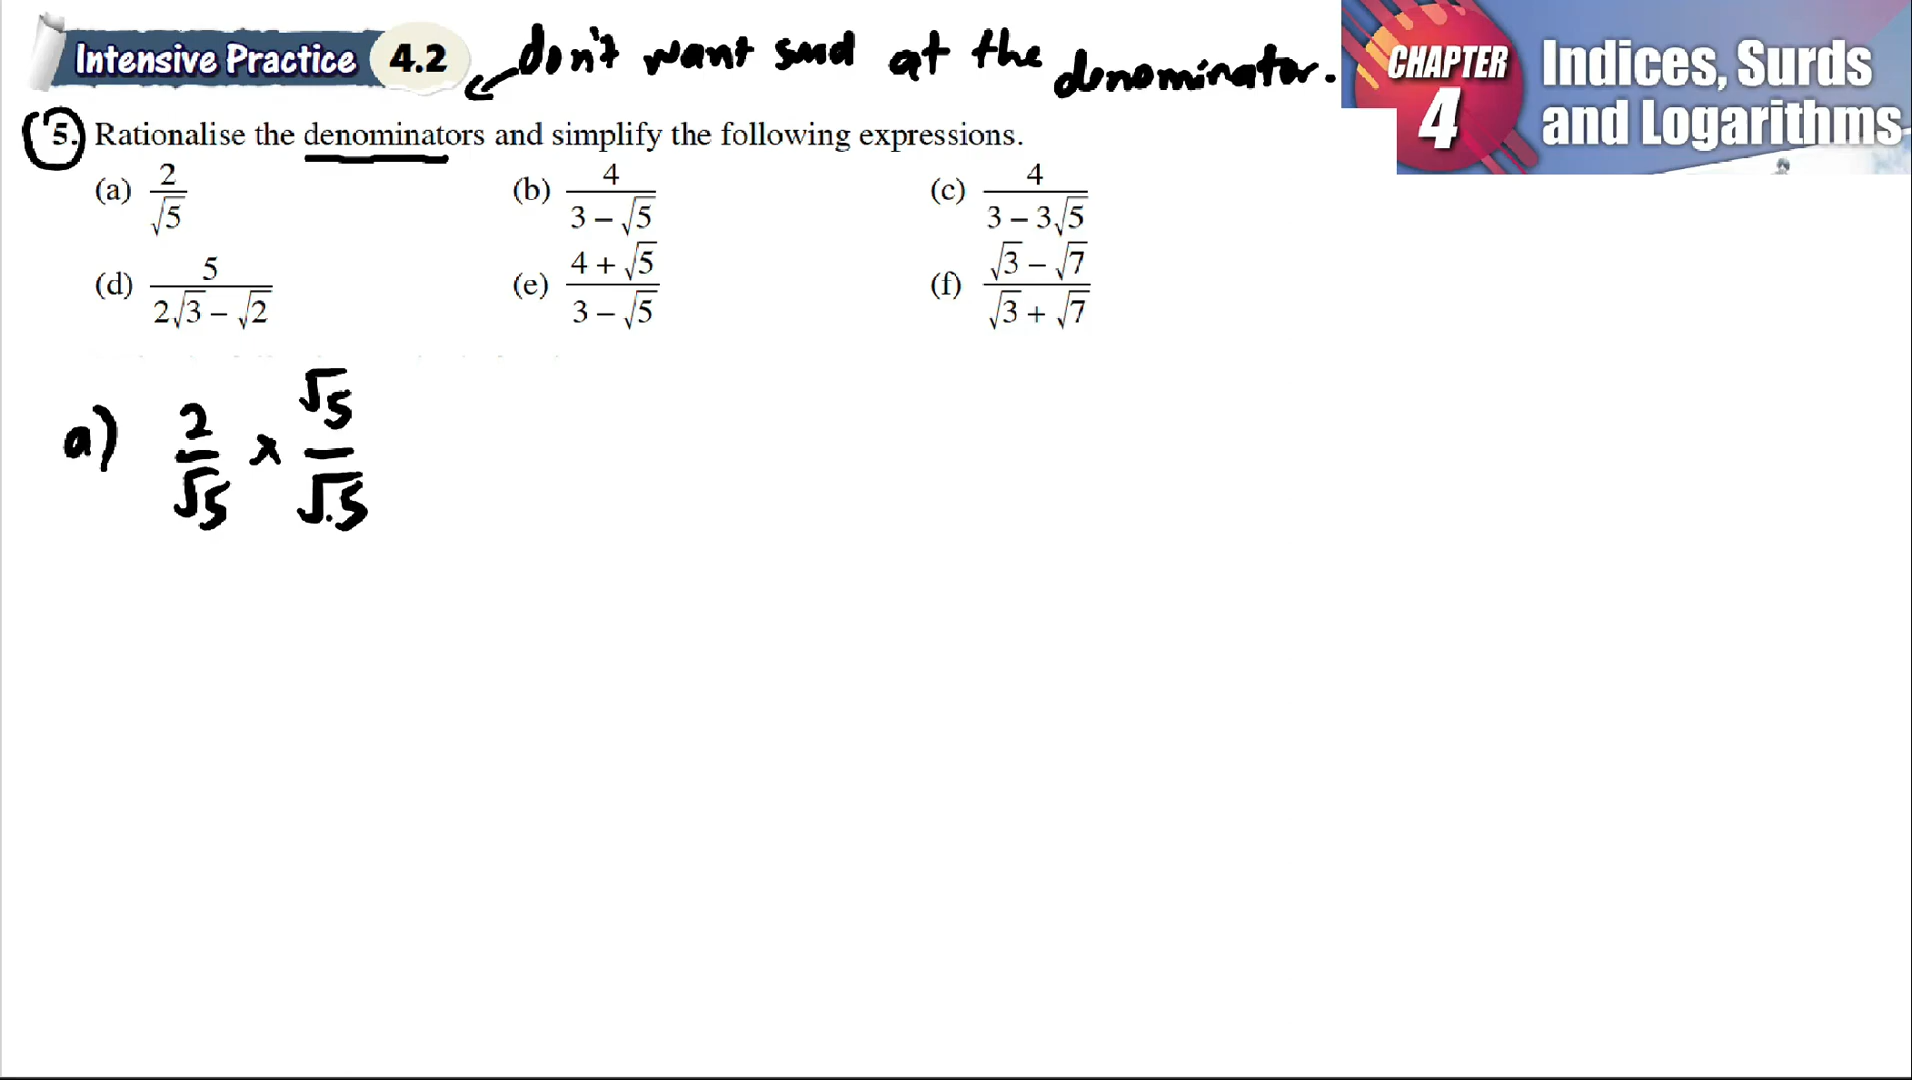 Intensive Practice 4.2
don't want surd at the denominator.
CHAPTER 4
Indices, Surds and Logarithms
5. Rationalise the denominators and simplify the following expressions.
(a) 2/√5 (b) 4/(3 – √5) (c) 4/(3 – 3√5)
(d) 5/(2√3 – √2) (e) (4 + √5)/(3 – √5) (f) (√3 – √7)/(√3 + √7)
a) 2/√5 × √5/√5